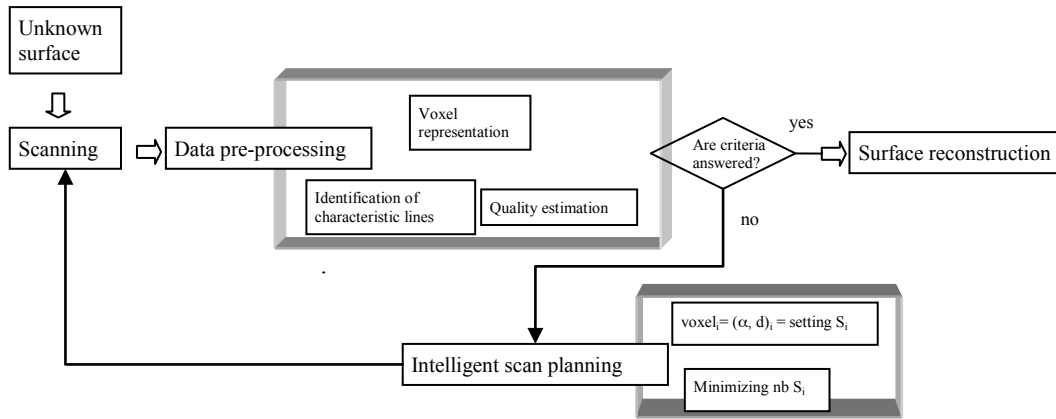 Unknown
surface
Scanning
Data pre-processing
Voxel
representation
Identification of
characteristic lines
Quality estimation
Are criteria
answered?
yes
Surface reconstruction
no
voxelᵢ= (α, d)ᵢ = setting Sᵢ
Intelligent scan planning
Minimizing nb Sᵢ